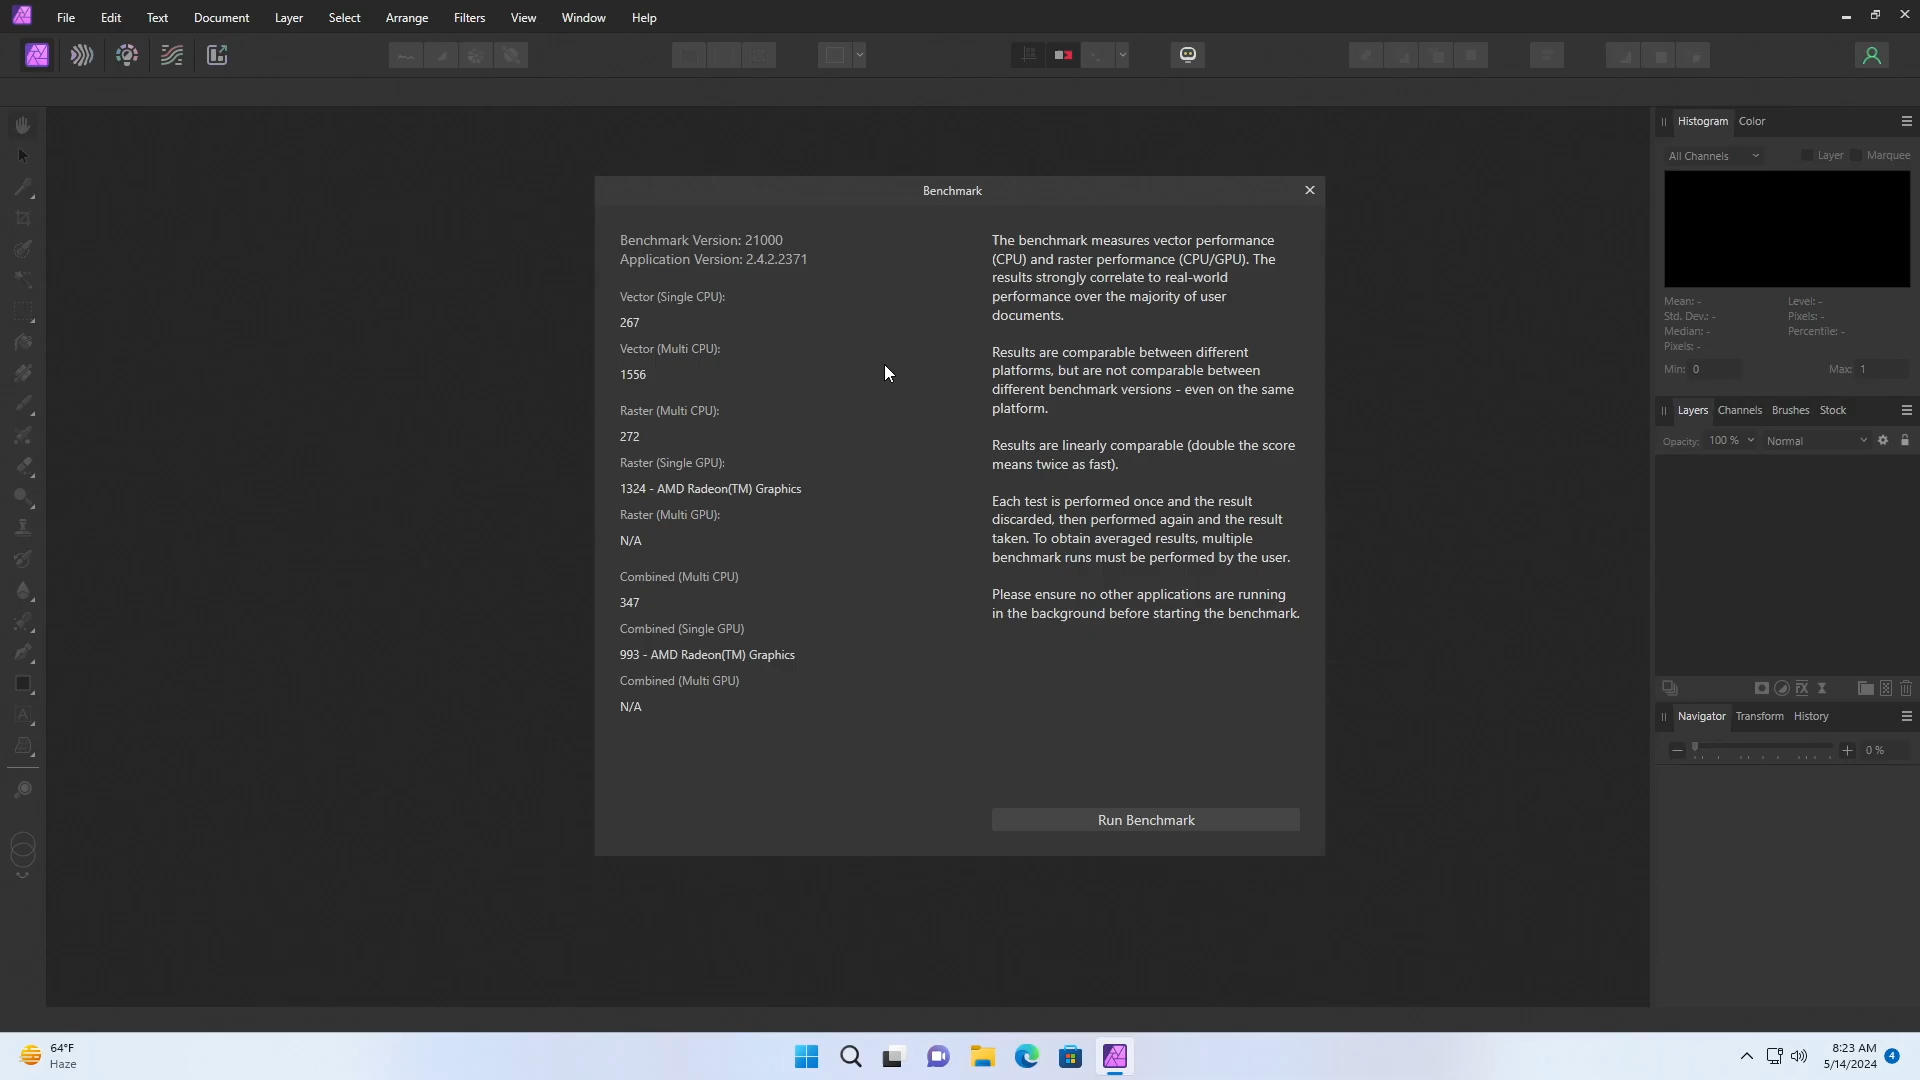 File Edit Text Document Layer Select Arrange Filters View Window Help
Benchmark
Benchmark Version: 21000
Application Version: 2.4.2.2371
Vector (Single CPU):
267
Vector (Multi CPU):
1556
Raster (Multi CPU):
272
Raster (Single GPU):
1324 - AMD Radeon(TM) Graphics
Raster (Multi GPU):
N/A
Combined (Multi CPU)
347
Combined (Single GPU)
993 - AMD Radeon(TM) Graphics
Combined (Multi GPU)
N/A
The benchmark measures vector performance
(CPU) and raster performance (CPU/GPU). The
results strongly correlate to real-world
performance over the majority of user
documents.
Results are comparable between different
platforms, but are not comparable between
different benchmark versions - even on the same
platform.
Results are linearly comparable (double the score
means twice as fast).
Each test is performed once and the result
discarded, then performed again and the result
taken. To obtain averaged results, multiple
benchmark runs must be performed by the user.
Please ensure no other applications are running
in the background before starting the benchmark.
Run Benchmark
Histogram Color
All Channels Layer Marquee
Mean: - Level: -
Std. Dev.: - Pixels: -
Median: - Percentile: -
Pixels: -
Min: 0 Max: 1
Layers Channels Brushes Stock
Opacity: 100 % Normal
Navigator Transform History
0 %
64°F
Haze
8:23 AM
5/14/2024
4